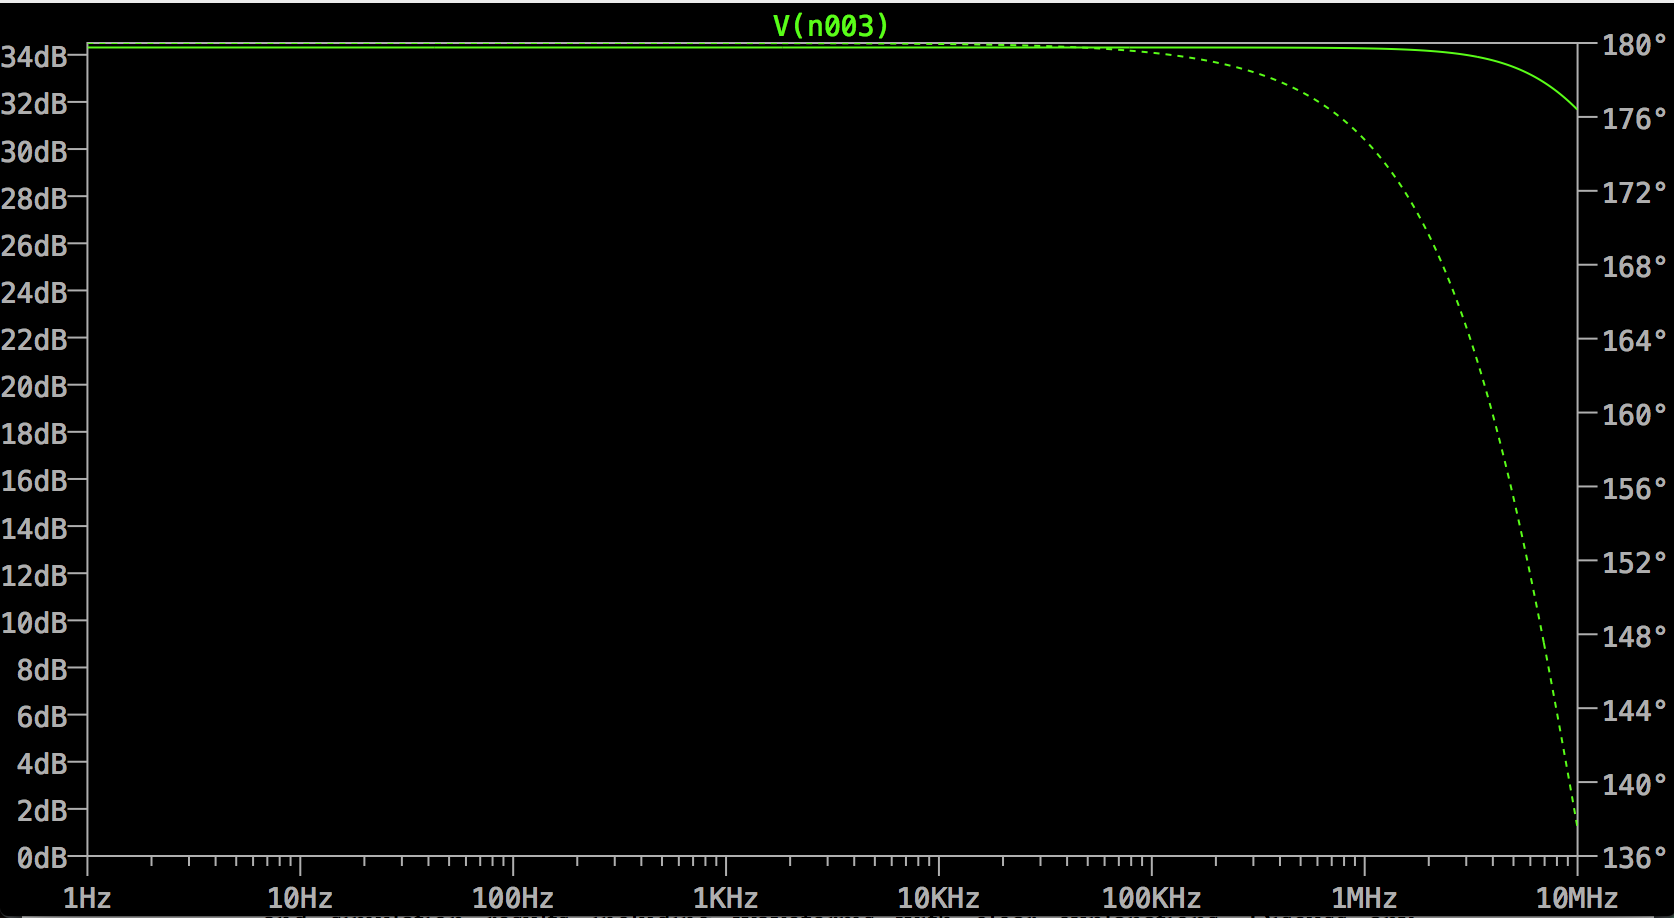 V(n003)
34dB
32dB
30dB
28dB
26dB
24dB
22dB
20dB
18dB
16dB
14dB
12dB
10dB
8dB
6dB
4dB
2dB
0dB
180°
176°
172°
168°
164°
160°
156°
152°
148°
144°
140°
136°
1Hz 10Hz 100Hz 1KHz 10KHz 100KHz 1MHz 10MHz